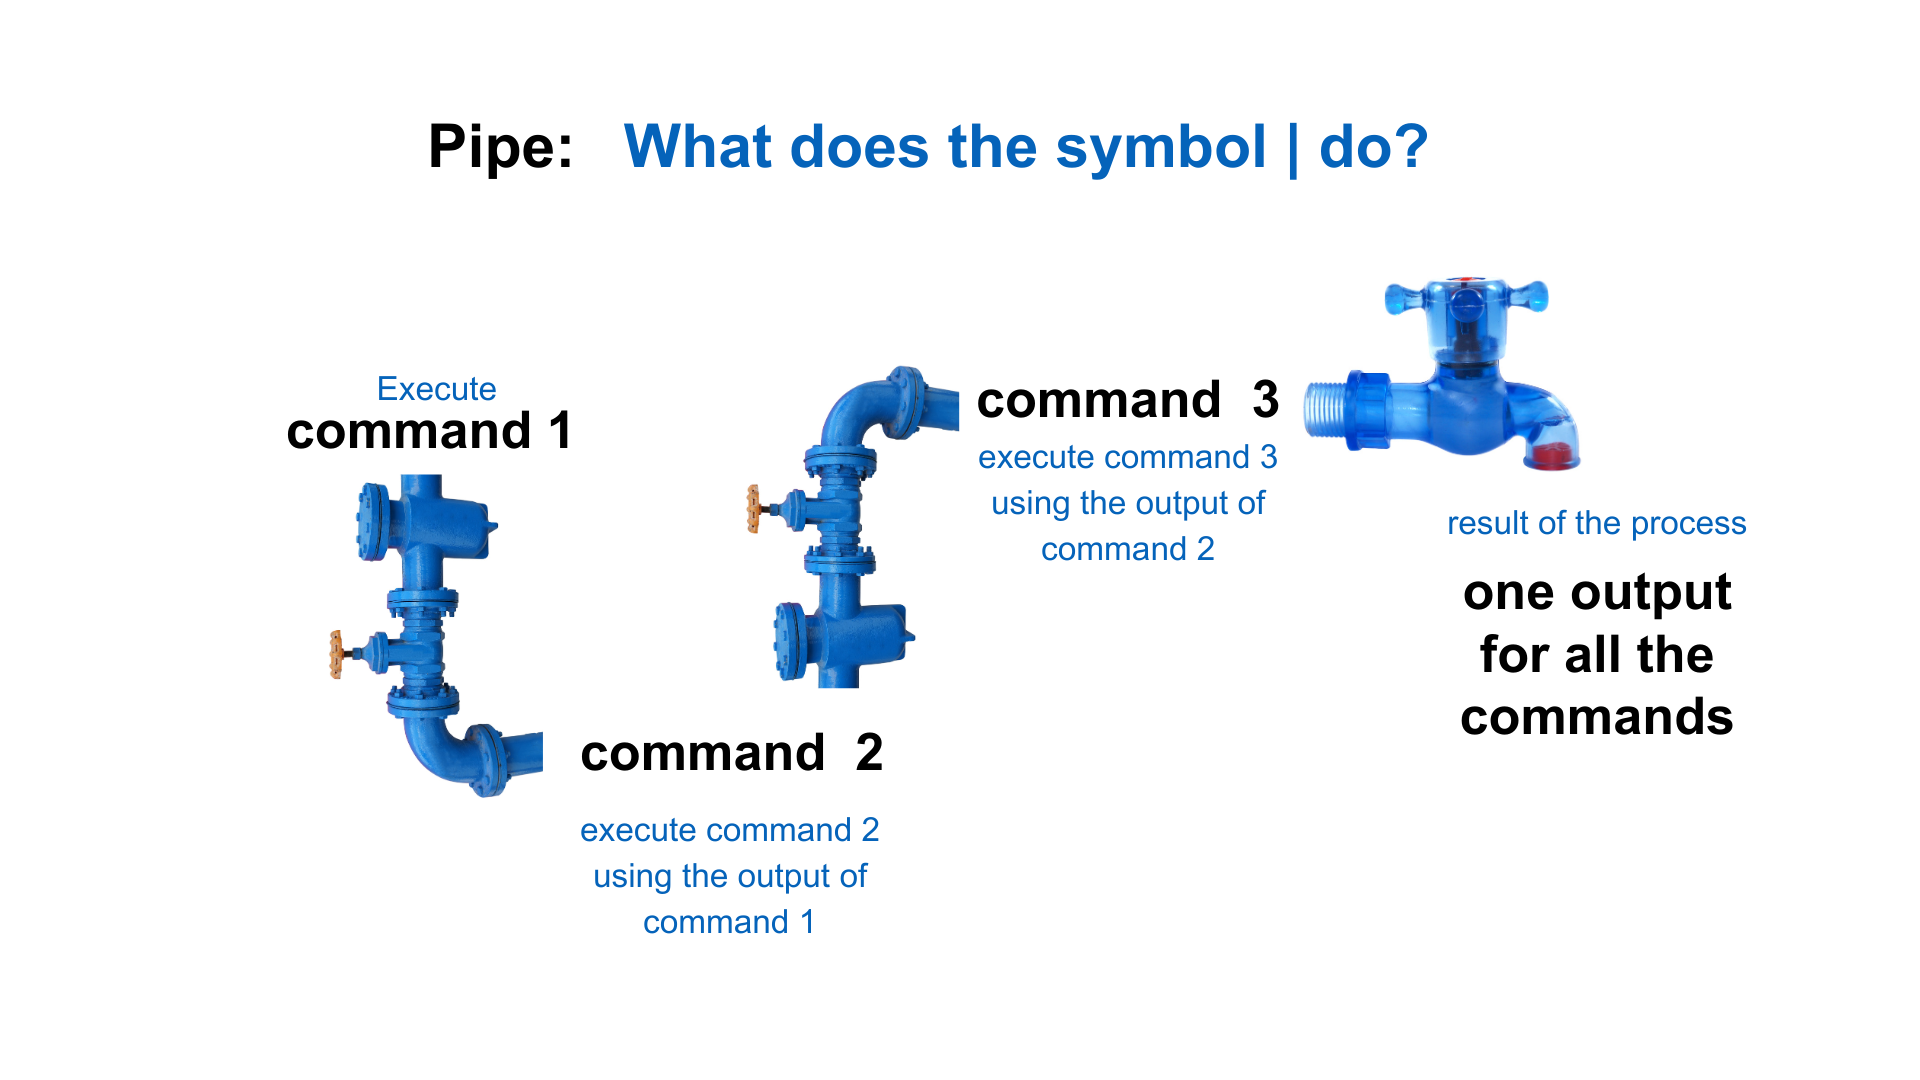 Pipe: What does the symbol | do?
Execute
command 1
command 2
execute command 2
using the output of
command 1
command 3
execute command 3
using the output of
command 2
result of the process
one output
for all the
commands